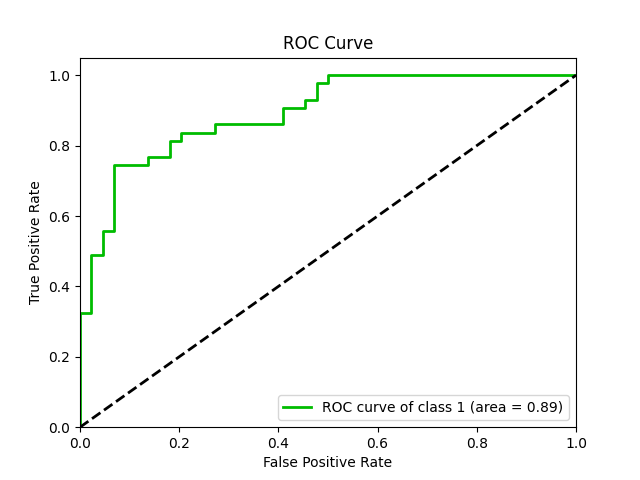 ROC Curve
1.0
0.8
0.6
0.4
0.2
0.0
True Positive Rate
ROC curve of class 1 (area = 0.89)
0.0 0.2 0.4 0.6 0.8 1.0
False Positive Rate